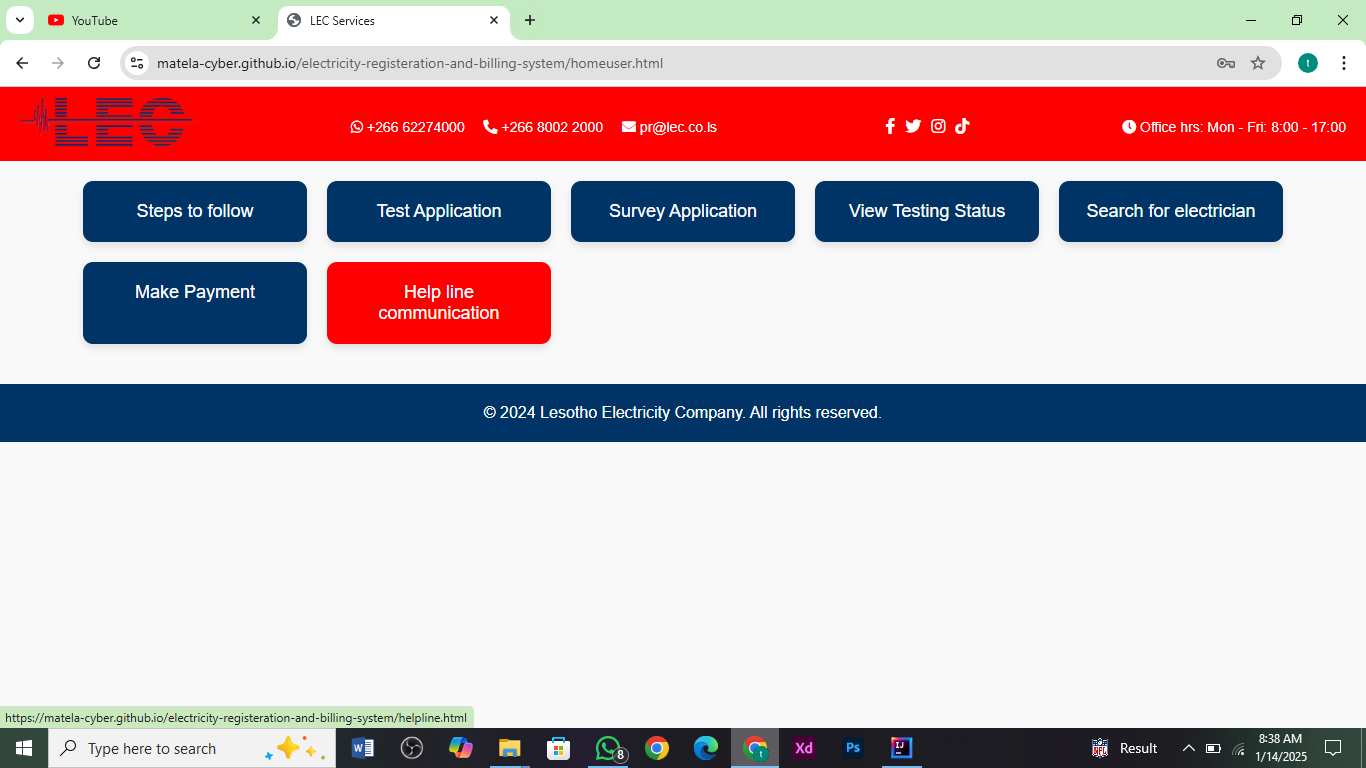 YouTube
LEC Services
matela-cyber.github.io/electricity-registeration-and-billing-system/homeuser.html
t
LEC
+266 62274000
+266 8002 2000
pr@lec.co.ls
Office hrs: Mon - Fri: 8:00 - 17:00
Steps to follow
Test Application
Survey Application
View Testing Status
Search for electrician
Make Payment
Help line
communication
© 2024 Lesotho Electricity Company. All rights reserved.
https://matela-cyber.github.io/electricity-registeration-and-billing-system/helpline.html
Type here to search
W
8
t
Xd
Ps
IJ
NFL
Result
8:38 AM
1/14/2025